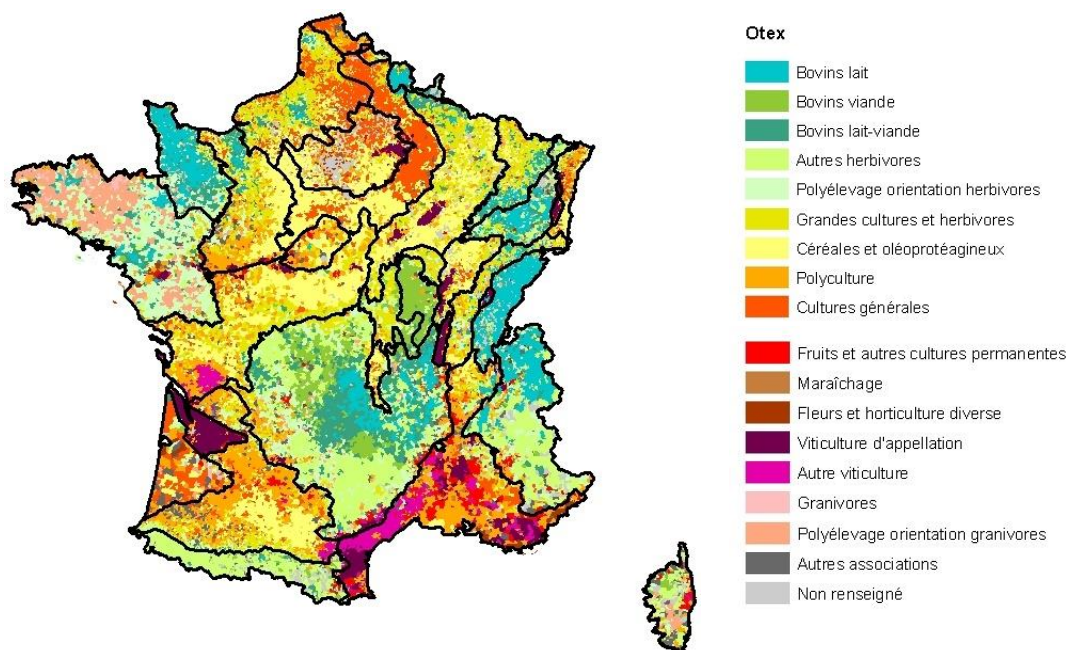 Otex
Bovins lait
Bovins viande
Bovins lait-viande
Autres herbivores
Polyélevage orientation herbivores
Grandes cultures et herbivores
Céréales et oléoprotéagineux
Polyculture
Cultures générales
Fruits et autres cultures permanentes
Maraîchage
Fleurs et horticulture diverse
Viticulture d'appellation
Autre viticulture
Granivores
Polyélevage orientation granivores
Autres associations
Non renseigné